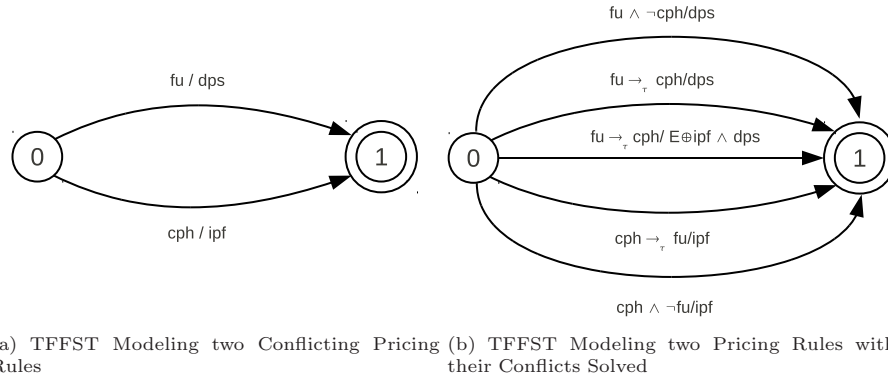 fu / dps
0
1
cph / ipf
fu ∧ ¬cph/dps
fu →τ cph/dps
fu →τ cph/ E⊕ipf ∧ dps
0
1
cph →τ fu/ipf
cph ∧ ¬fu/ipf
a) TFFST Modeling two Conflicting Pricing
Rules
(b) TFFST Modeling two Pricing Rules with
their Conflicts Solved